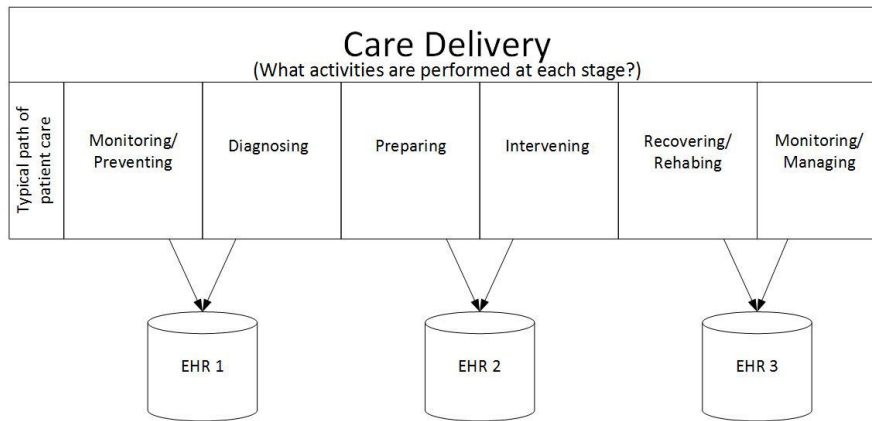 Care Delivery
(What activities are performed at each stage?)
Typical path of
patient care
Monitoring/
Preventing
Diagnosing
Preparing
Intervening
Recovering/
Rehabing
Monitoring/
Managing
EHR 1
EHR 2
EHR 3